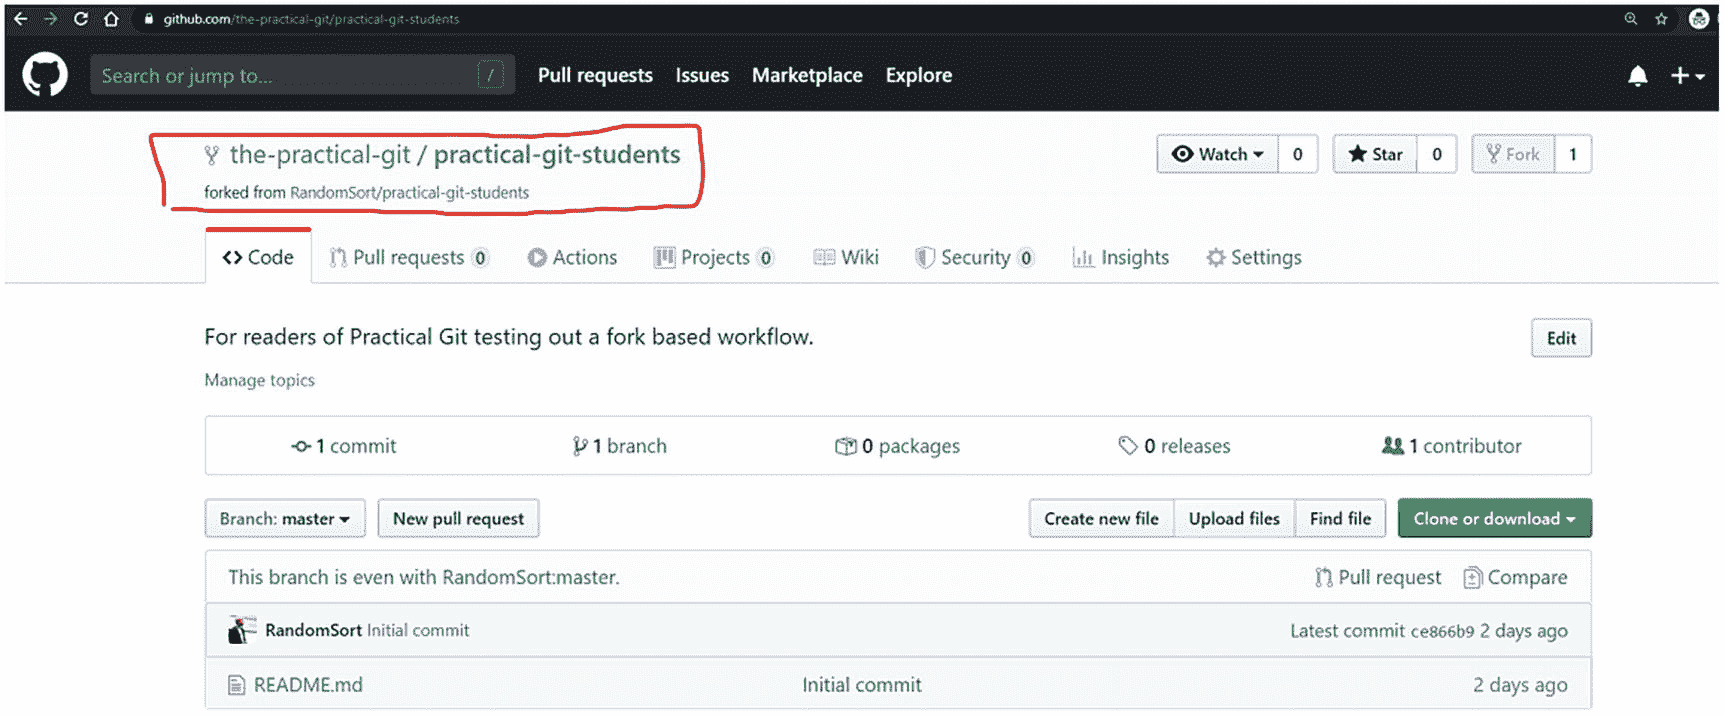 github.com/the-practical-git/practical-git-students
Search or jump to... / Pull requests Issues Marketplace Explore
the-practical-git / practical-git-students Watch 0 Star 0 Fork 1
forked from RandomSort/practical-git-students
Code Pull requests 0 Actions Projects 0 Wiki Security 0 Insights Settings
For readers of Practical Git testing out a fork based workflow. Edit
Manage topics
1 commit 1 branch 0 packages 0 releases 1 contributor
Branch: master New pull request Create new file Upload files Find file Clone or download
This branch is even with RandomSort:master. Pull request Compare
RandomSort Initial commit Latest commit ce866b9 2 days ago
README.md Initial commit 2 days ago